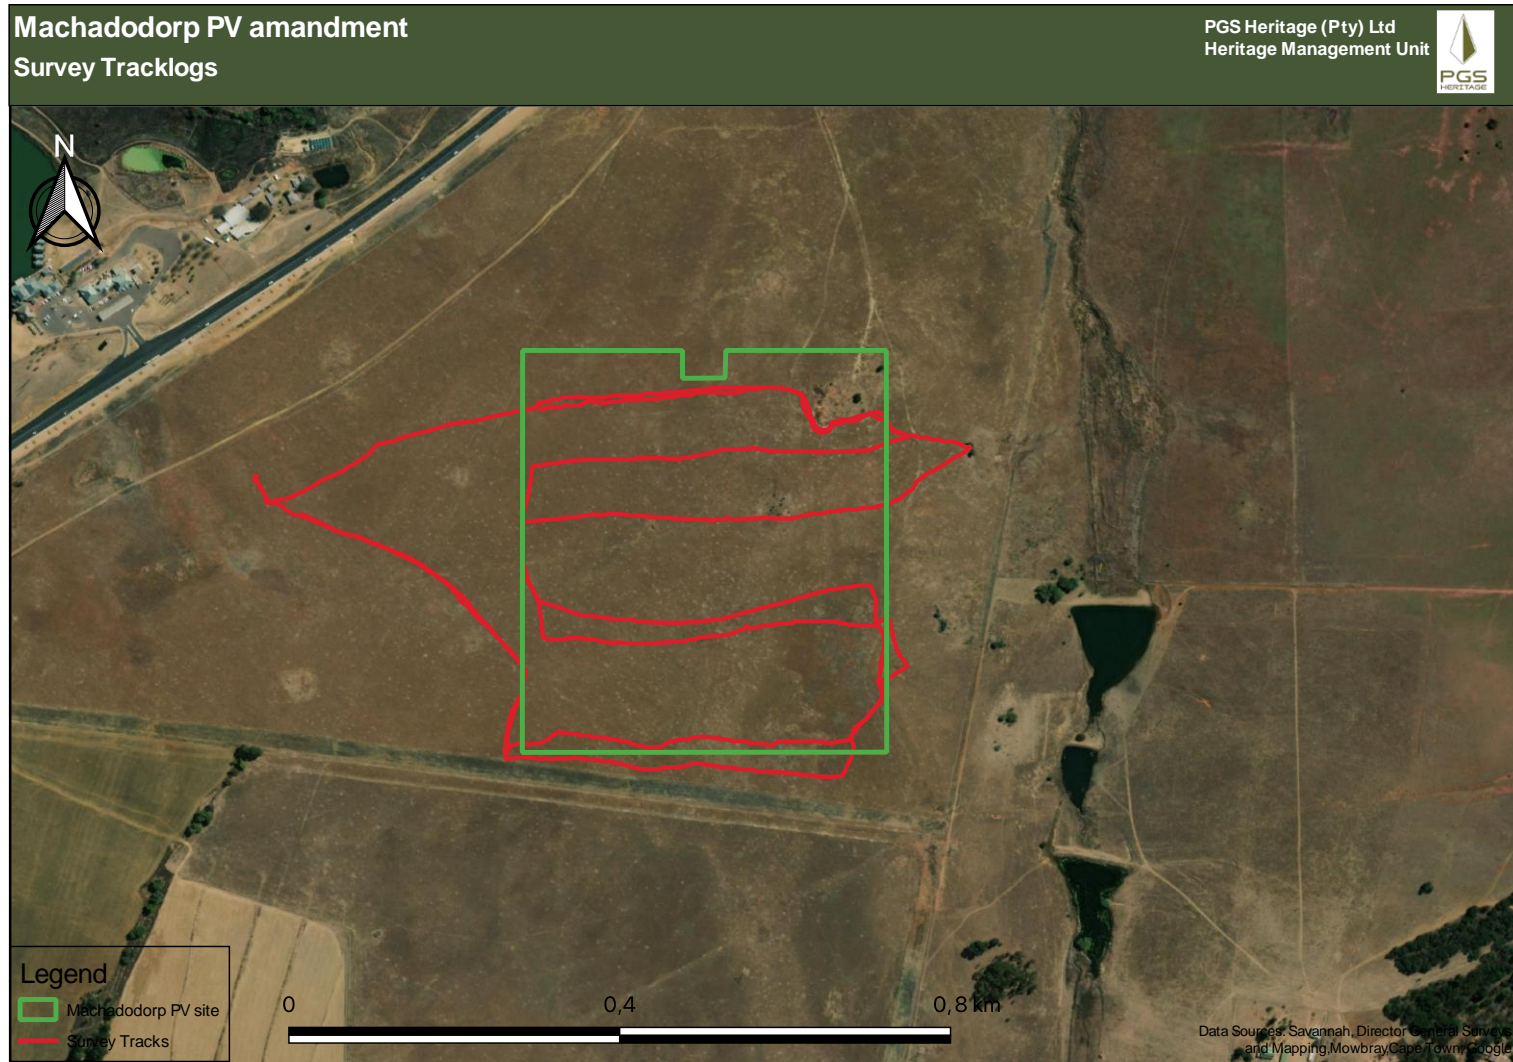 Machadodorp PV amandment
Survey Tracklogs
PGS Heritage (Pty) Ltd
Heritage Management Unit
PGS
HERITAGE
N
Legend
Machadodorp PV site
Survey Tracks
0 0,4 0,8 km
Data Sources: Savannah, Director General Surveys
and Mapping,Mowbray,Cape Town, Google